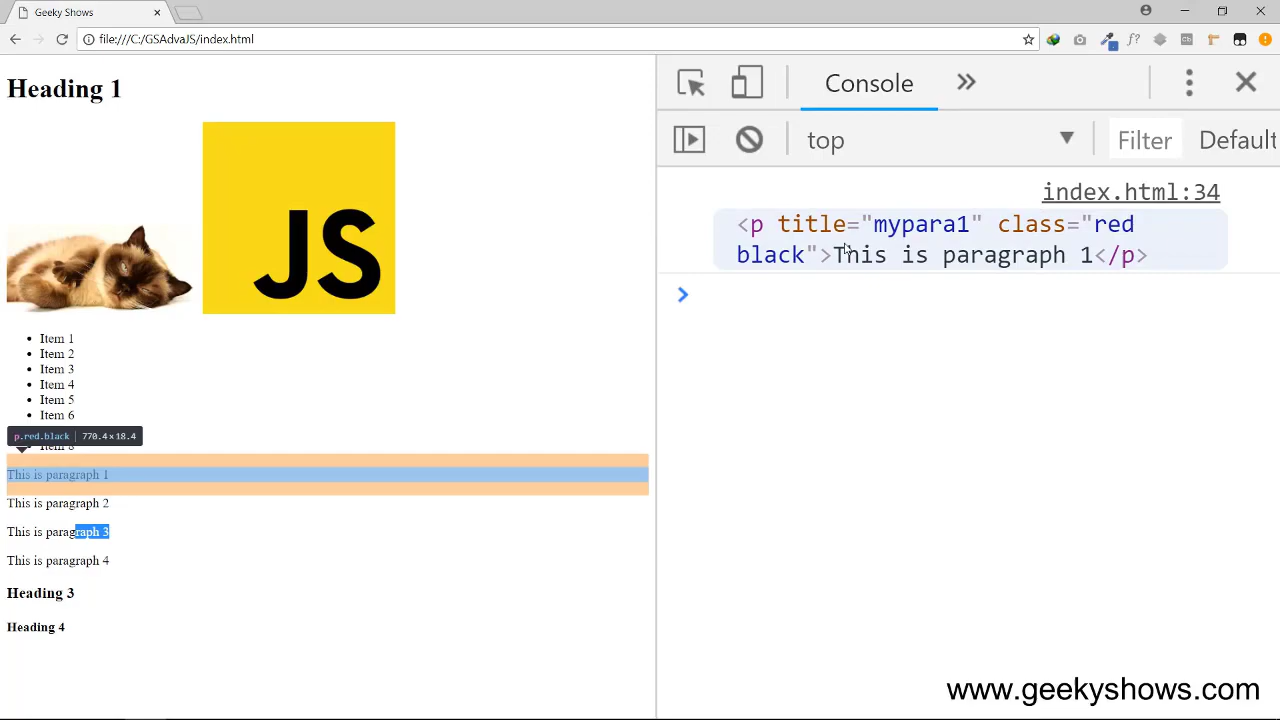 Geeky Shows
file:///C:/GSAdvaJS/index.html
Heading 1
JS
Item 1
Item 2
Item 3
Item 4
Item 5
Item 6
p.red.black | 770.4×18.4
This is paragraph 1
This is paragraph 2
This is paragraph 3
This is paragraph 4
Heading 3
Heading 4
Console
top
Filter
Default
index.html:34
<p title="mypara1" class="red
black">This is paragraph 1</p>
www.geekyshows.com